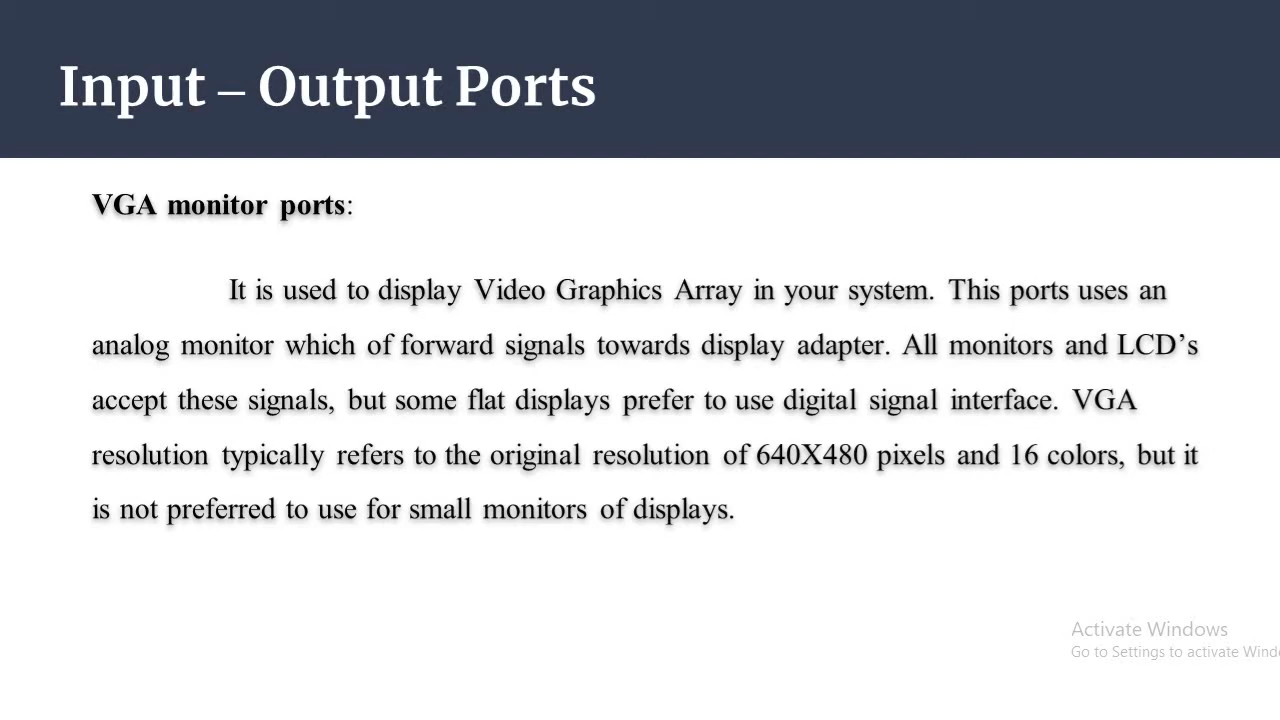 Input – Output Ports
VGA monitor ports:
It is used to display Video Graphics Array in your system. This ports uses an
analog monitor which of forward signals towards display adapter. All monitors and LCD’s
accept these signals, but some flat displays prefer to use digital signal interface. VGA
resolution typically refers to the original resolution of 640X480 pixels and 16 colors, but it
is not preferred to use for small monitors of displays.
Activate Windows
Go to Settings to activate